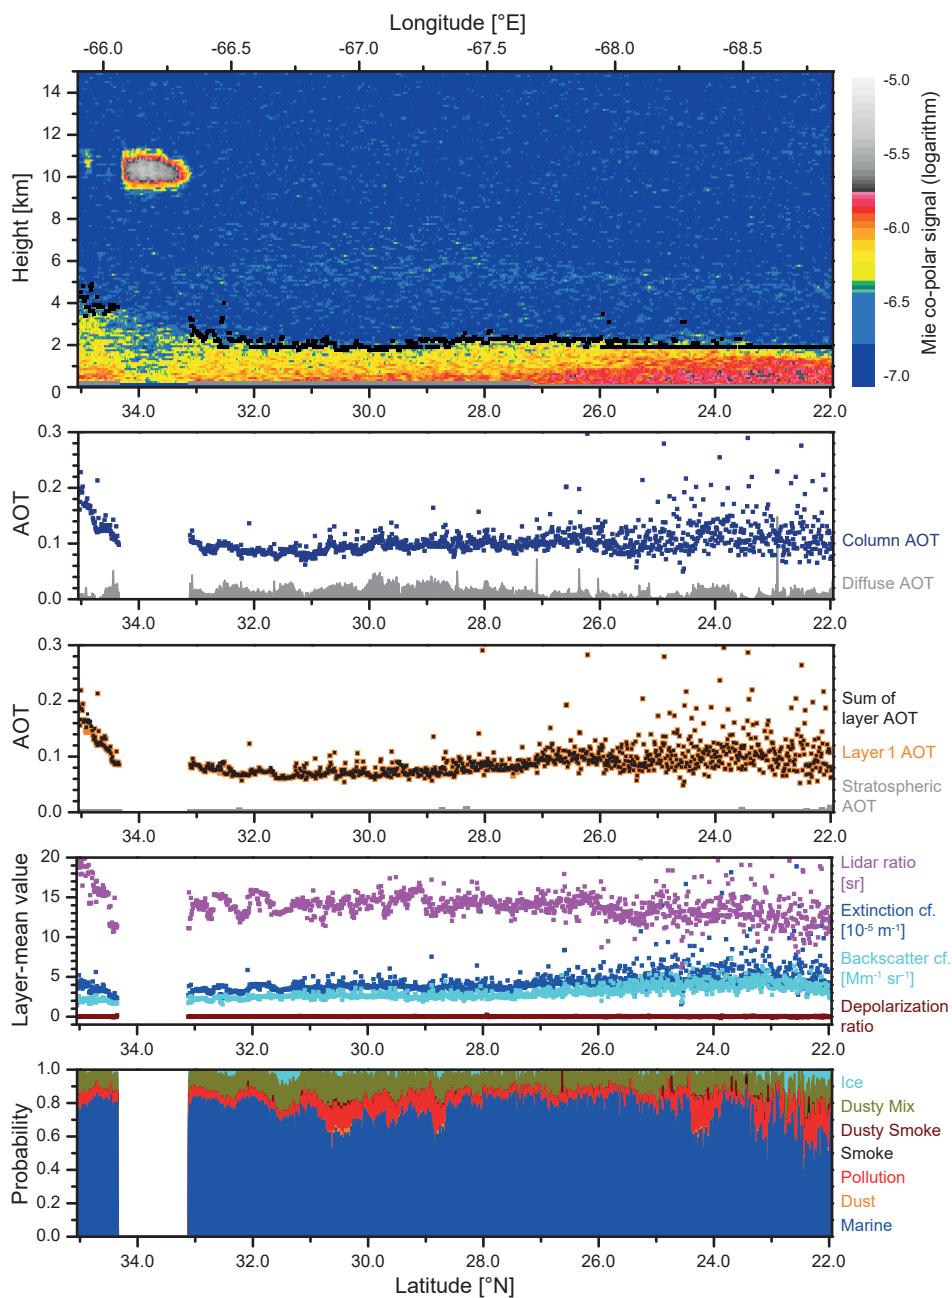 Longitude [°E]
-66.0 -66.5 -67.0 -67.5 -68.0 -68.5
14
12
10
8
6
4
2
0
Height [km]
34.0 32.0 30.0 28.0 26.0 24.0 22.0
-5.0
-5.5
-6.0
-6.5
-7.0
Mie co-polar signal (logarithm)
0.3
0.2
0.1
0.0
AOT
Column AOT
Diffuse AOT
34.0 32.0 30.0 28.0 26.0 24.0 22.0
0.3
0.2
0.1
0.0
AOT
Sum of
layer AOT
Layer 1 AOT
Stratospheric
AOT
34.0 32.0 30.0 28.0 26.0 24.0 22.0
20
15
10
5
0
Layer-mean value
Lidar ratio
[sr]
Extinction cf.
[10⁻⁵ m⁻¹]
Backscatter cf.
[Mm⁻¹ sr⁻¹]
Depolarization
ratio
34.0 32.0 30.0 28.0 26.0 24.0 22.0
1.0
0.8
0.6
0.4
0.2
0.0
Probability
Ice
Dusty Mix
Dusty Smoke
Smoke
Pollution
Dust
Marine
34.0 32.0 30.0 28.0 26.0 24.0 22.0
Latitude [°N]